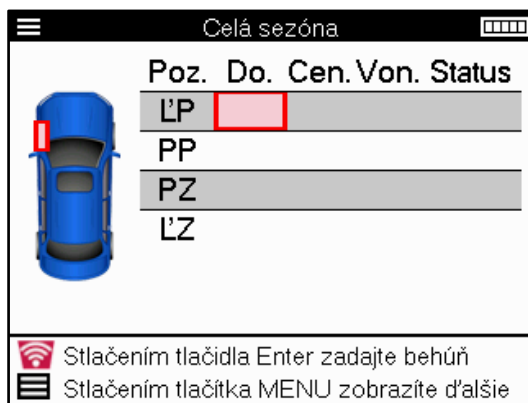 Celá sezóna
Poz. Do. Cen. Von. Status
ĽP
PP
PZ
ĽZ
Stlačením tlačidla Enter zadajte behúň
Stlačením tlačítka MENU zobrazíte ďalšie